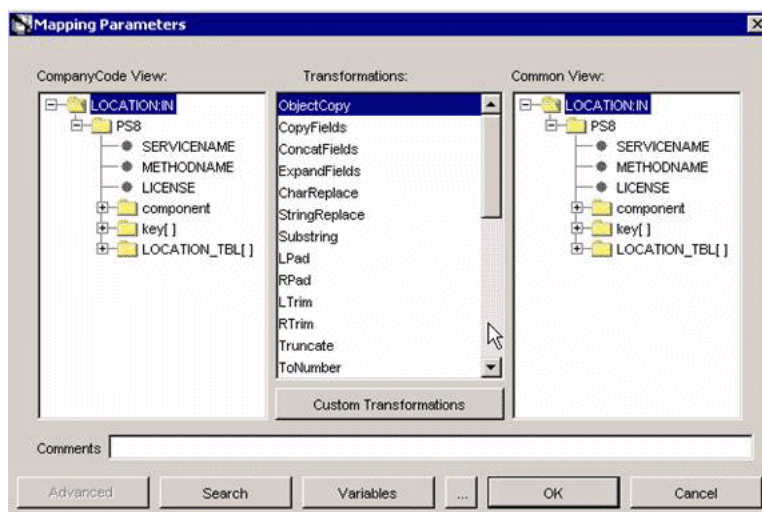 Mapping Parameters
CompanyCode View:
LOCATION:IN
PS8
SERVICENAME
METHODNAME
LICENSE
component
key[ ]
LOCATION_TBL[ ]
Transformations:
ObjectCopy
CopyFields
ConcatFields
ExpandFields
CharReplace
StringReplace
Substring
LPad
RPad
LTrim
RTrim
Truncate
ToNumber
Custom Transformations
Common View:
LOCATION:IN
PS8
SERVICENAME
METHODNAME
LICENSE
component
key[ ]
LOCATION_TBL[ ]
Comments
Advanced
Search
Variables
...
OK
Cancel